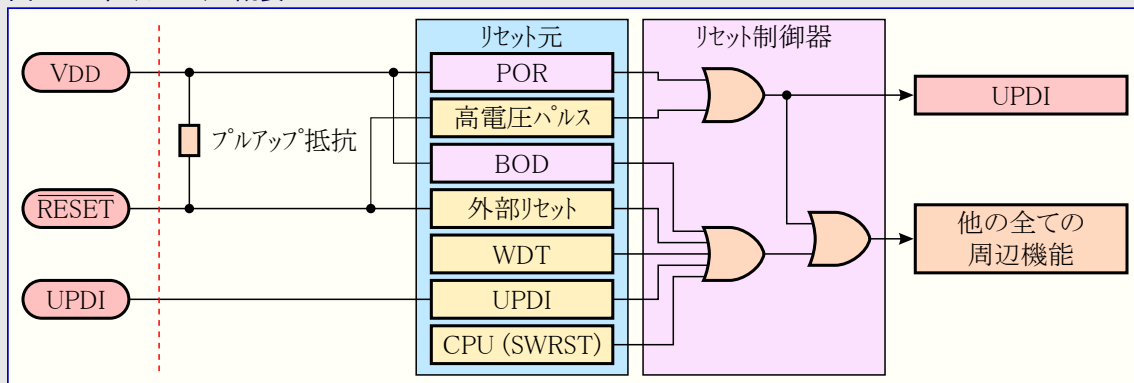 リセット元
リセット制御器
VDD
POR
UPDI
高電圧パルス
プルアップ抵抗
BOD
RESET
外部リセット
他の全ての
周辺機能
WDT
UPDI
UPDI
CPU (SWRST)